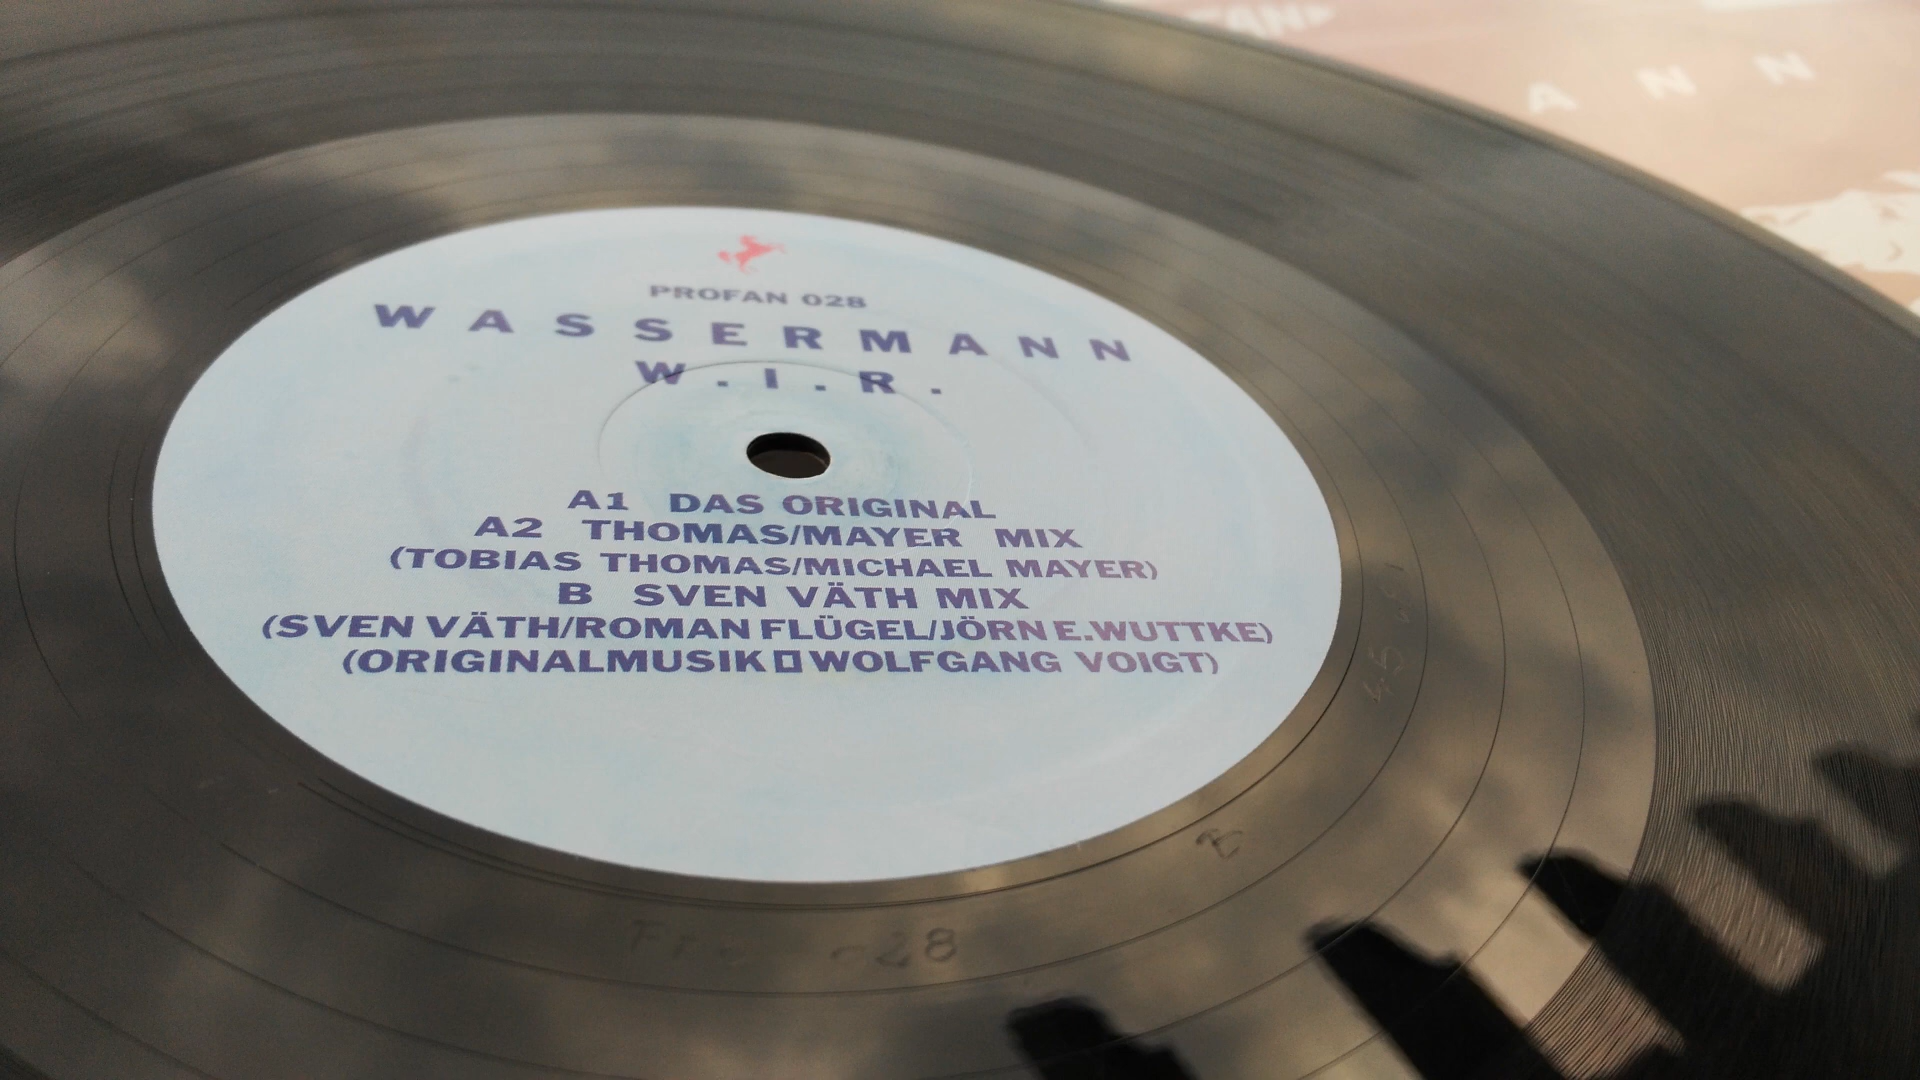 A N N
PROFAN 028
W A S S E R M A N N
W . I . R .
A1 DAS ORIGINAL
A2 THOMAS/MAYER MIX
(TOBIAS THOMAS/MICHAEL MAYER)
B SVEN VÄTH MIX
(SVEN VÄTH/ROMAN FLÜGEL/JÖRN E.WUTTKE)
(ORIGINALMUSIK▯WOLFGANG VOIGT)